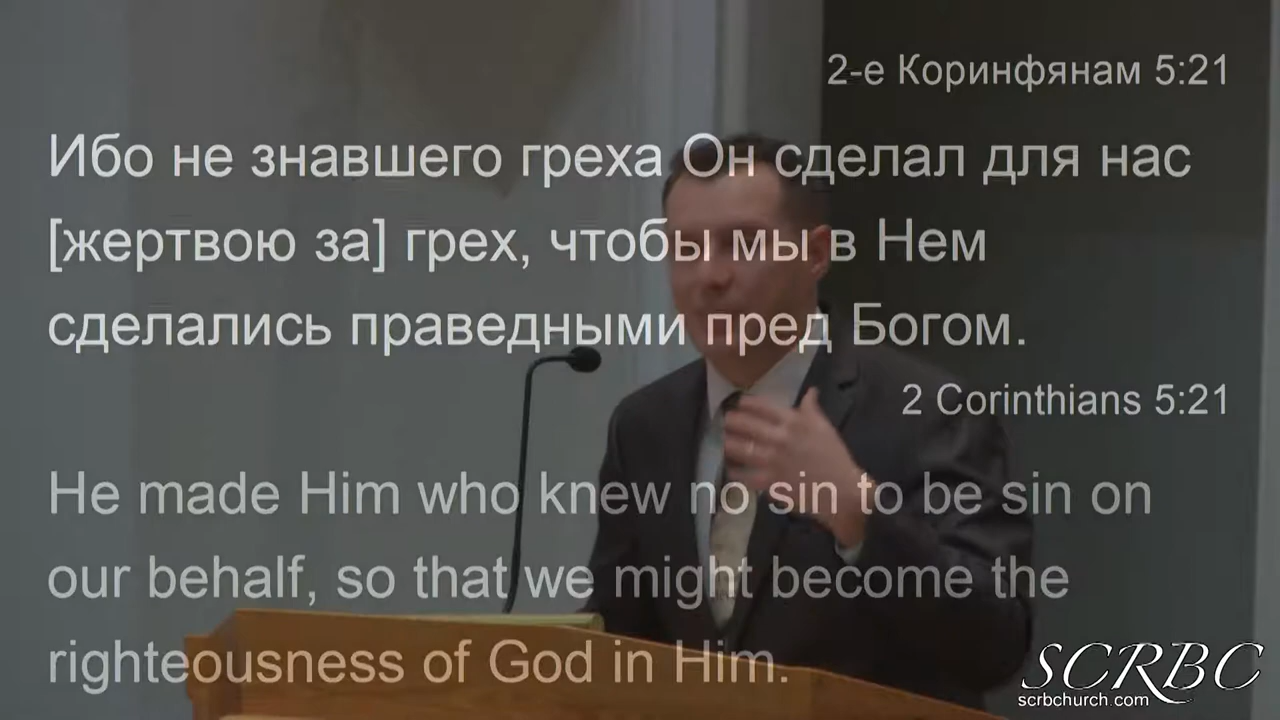 2-е Коринфянам 5:21
Ибо не знавшего греха Он сделал для нас
[жертвою за] грех, чтобы мы в Нем
сделались праведными пред Богом.
2 Corinthians 5:21
He made Him who knew no sin to be sin on
our behalf, so that we might become the
righteousness of God in Him.
SCRBC
scrbchurch.com